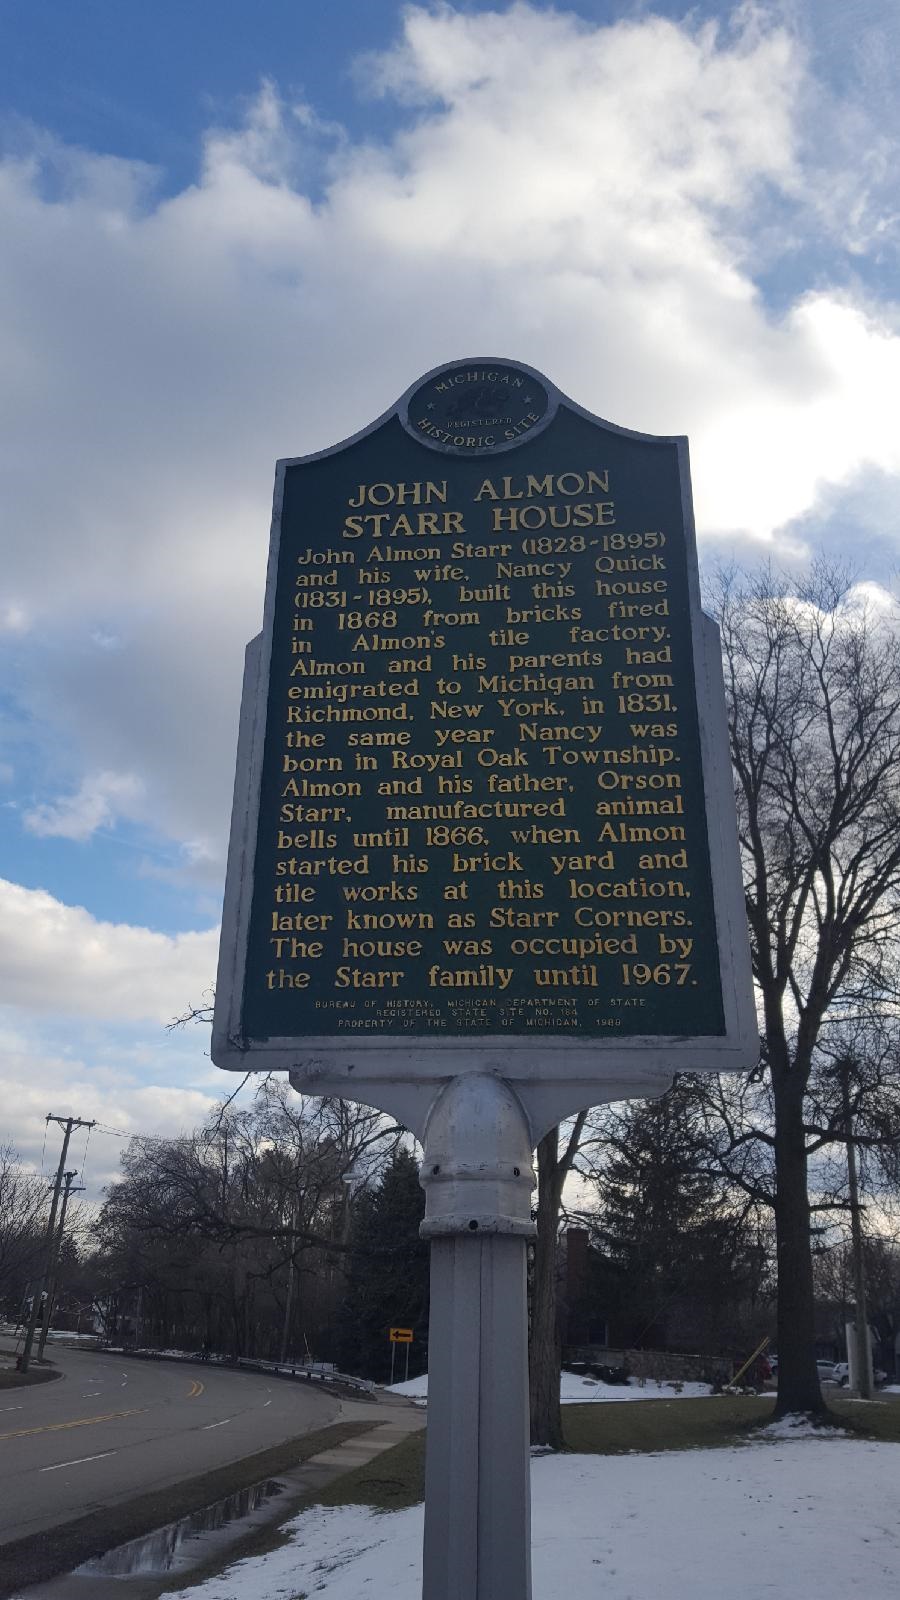 MICHIGAN
REGISTERED
HISTORIC SITE
JOHN ALMON
STARR HOUSE
John Almon Starr (1828-1895)
and his wife, Nancy Quick
(1831-1895), built this house
in 1868 from bricks fired
in Almon's tile factory.
Almon and his parents had
emigrated to Michigan from
Richmond, New York, in 1831,
the same year Nancy was
born in Royal Oak Township.
Almon and his father, Orson
Starr, manufactured animal
bells until 1866, when Almon
started his brick yard and
tile works at this location,
later known as Starr Corners.
The house was occupied by
the Starr family until 1967.
BUREAU OF HISTORY, MICHIGAN DEPARTMENT OF STATE
REGISTERED STATE SITE NO. 184
PROPERTY OF THE STATE OF MICHIGAN, 1988